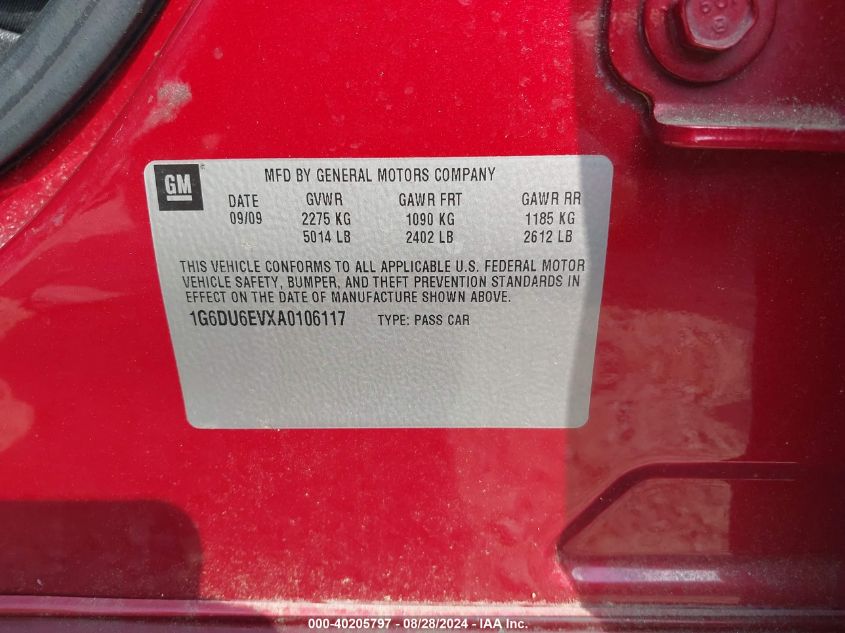 GM
MFD BY GENERAL MOTORS COMPANY
DATE GVWR GAWR FRT GAWR RR
09/09 2275 KG 1090 KG 1185 KG
5014 LB 2402 LB 2612 LB
THIS VEHICLE CONFORMS TO ALL APPLICABLE U.S. FEDERAL MOTOR
VEHICLE SAFETY, BUMPER, AND THEFT PREVENTION STANDARDS IN
EFFECT ON THE DATE OF MANUFACTURE SHOWN ABOVE.
1G6DU6EVXA0106117 TYPE: PASS CAR
000-40205797 - 08/28/2024 - IAA Inc.